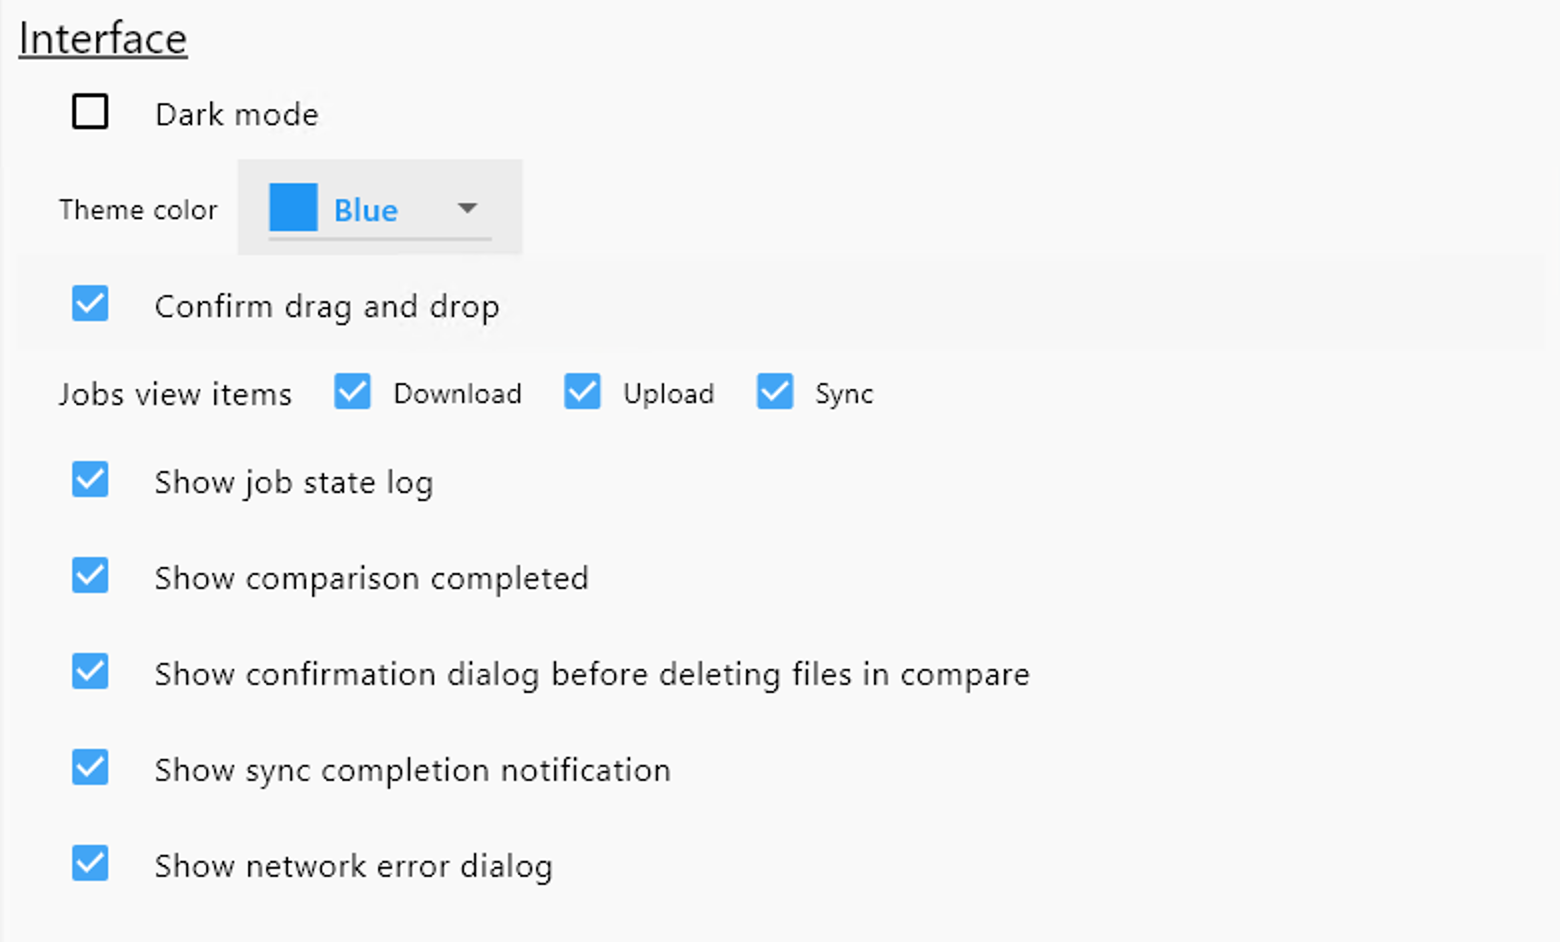 Interface
Dark mode
Theme color Blue
Confirm drag and drop
Jobs view items Download Upload Sync
Show job state log
Show comparison completed
Show confirmation dialog before deleting files in compare
Show sync completion notification
Show network error dialog